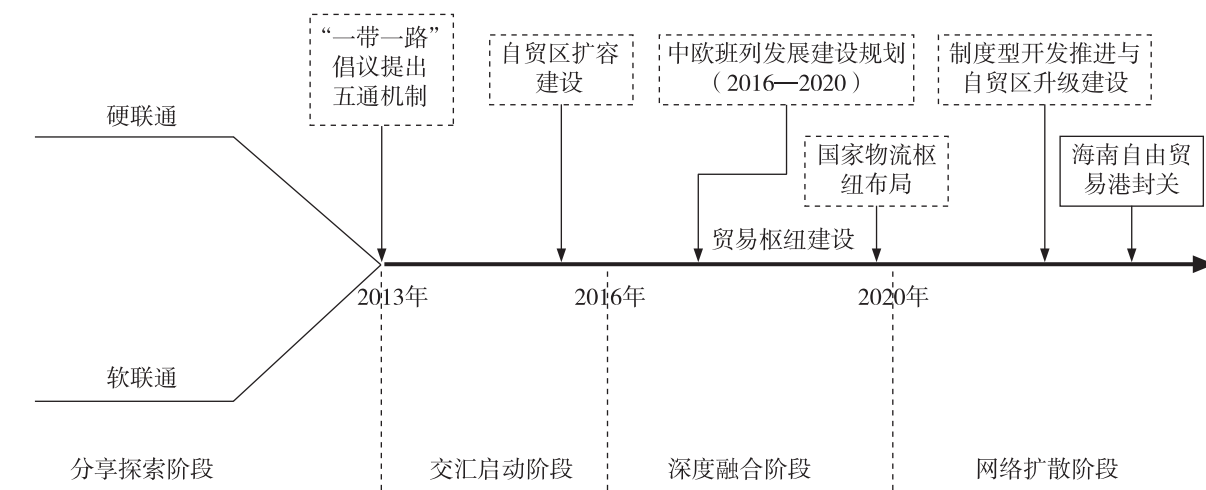 “一带一路”
倡议提出
五通机制
自贸区扩容
建设
中欧班列发展建设规划
（2016—2020）
制度型开发推进与
自贸区升级建设
硬联通
国家物流枢
纽布局
海南自由贸
易港封关
贸易枢纽建设
2013年
2016年
2020年
软联通
分享探索阶段
交汇启动阶段
深度融合阶段
网络扩散阶段